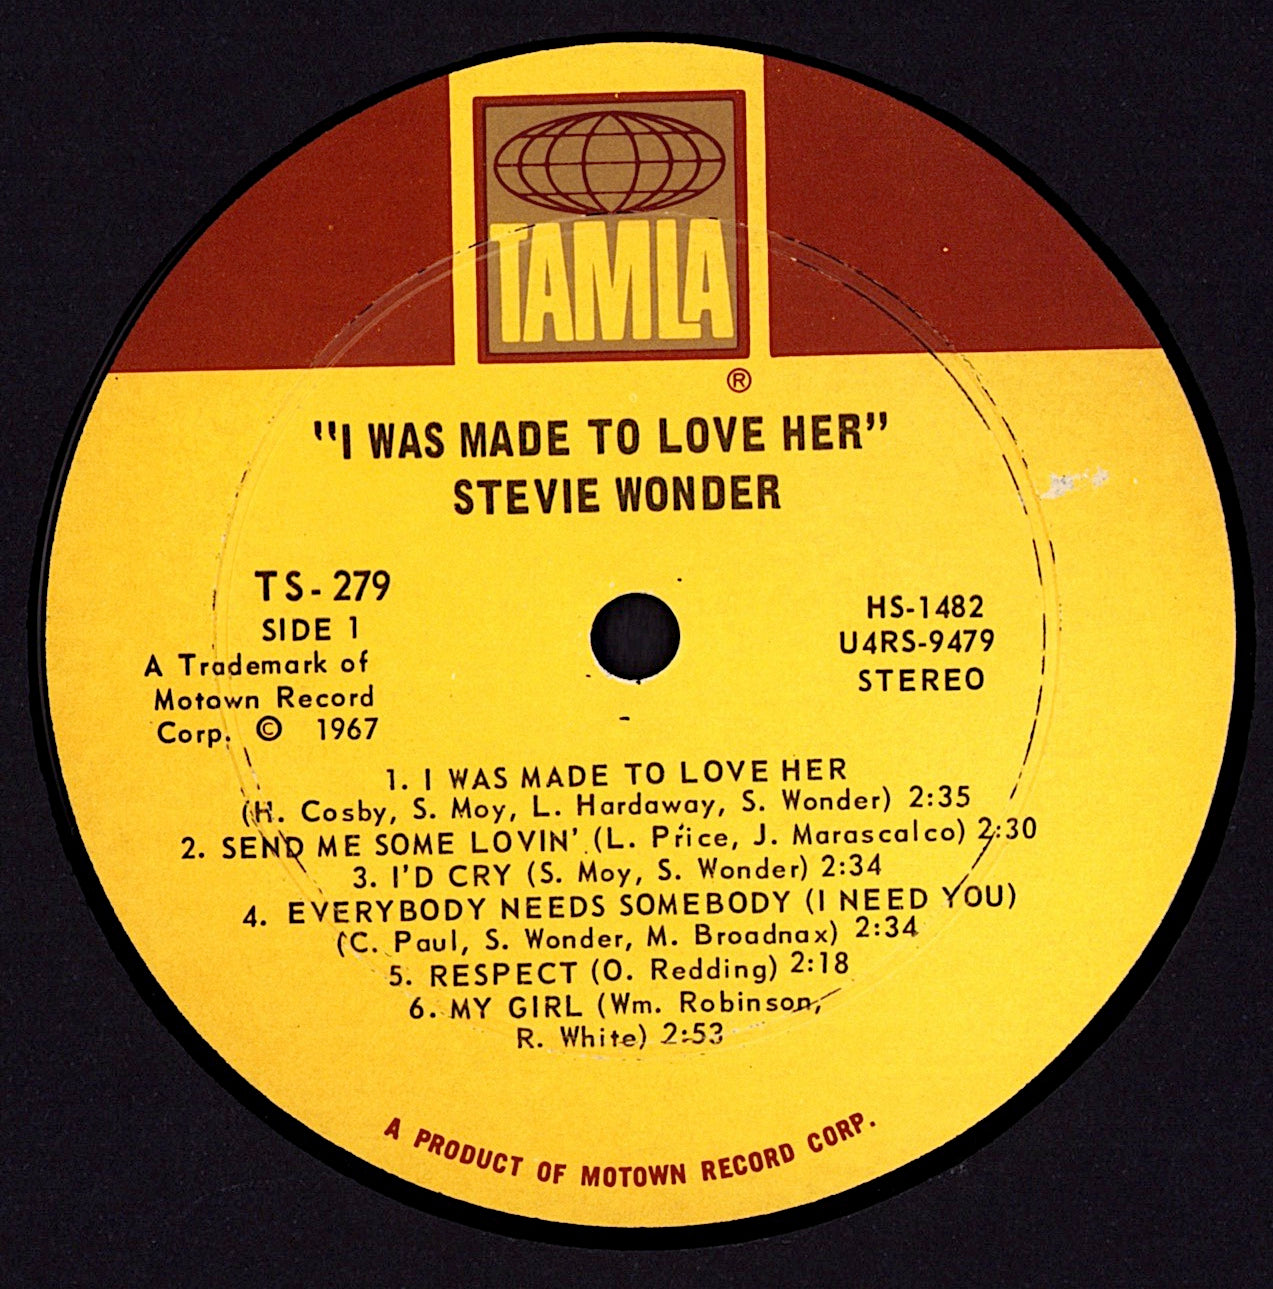 TAMLA
®
"I WAS MADE TO LOVE HER"
STEVIE WONDER
TS-279
SIDE 1
A Trademark of
Motown Record
Corp. © 1967
HS-1482
U4RS-9479
STEREO
1. I WAS MADE TO LOVE HER
(H. Cosby, S. Moy, L. Hardaway, S. Wonder) 2:35
2. SEND ME SOME LOVIN' (L. Price, J. Marascalco) 2:30
3. I'D CRY (S. Moy, S. Wonder) 2:34
4. EVERYBODY NEEDS SOMEBODY (I NEED YOU)
(C. Paul, S. Wonder, M. Broadnax) 2:34
5. RESPECT (O. Redding) 2:18
6. MY GIRL (Wm. Robinson,
R. White) 2:53
A PRODUCT OF MOTOWN RECORD CORP.